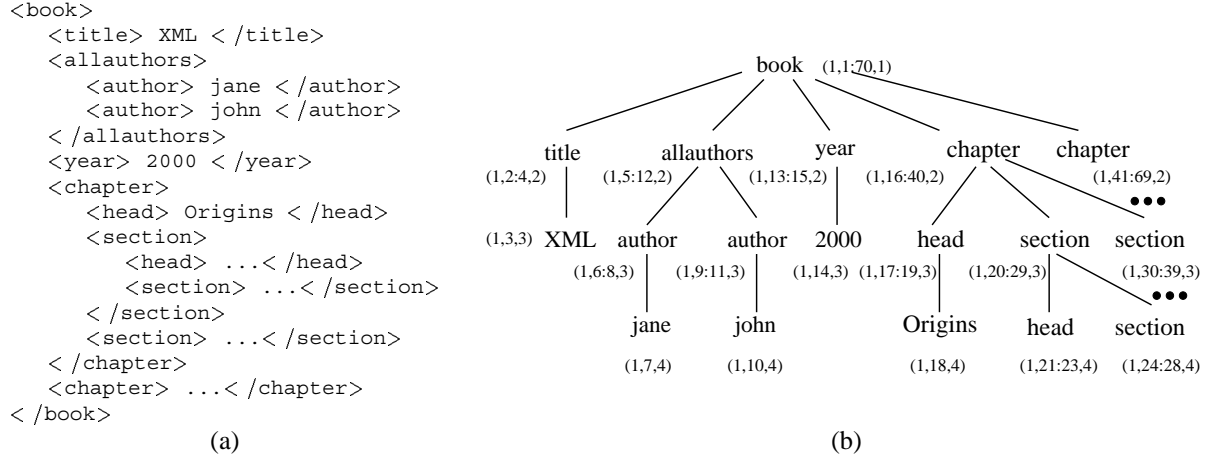 <book>
<title> XML </title>
<allauthors>
<author> jane </author>
<author> john </author>
</allauthors>
<year> 2000 </year>
<chapter>
<head> Origins </head>
<section>
<head> ...</head>
<section> ...</section>
</section>
<section> ...</section>
</chapter>
<chapter> ...</chapter>
</book>
(a)
book (1,1:70,1)
title allauthors year chapter chapter
(1,2:4,2) (1,5:12,2) (1,13:15,2) (1,16:40,2) (1,41:69,2)
●●●
(1,3,3) XML author author 2000 head section section
(1,6:8,3) (1,9:11,3) (1,14,3) (1,17:19,3) (1,20:29,3) (1,30:39,3)
●●●
jane john Origins head section
(1,7,4) (1,10,4) (1,18,4) (1,21:23,4) (1,24:28,4)
(b)